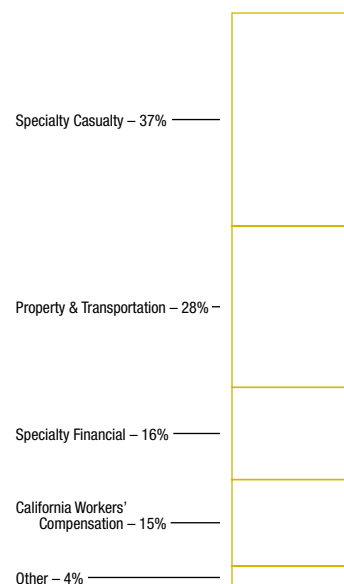 Specialty Casualty – 37%
Property & Transportation – 28%
Specialty Financial – 16%
California Workers'
Compensation – 15%
Other – 4%